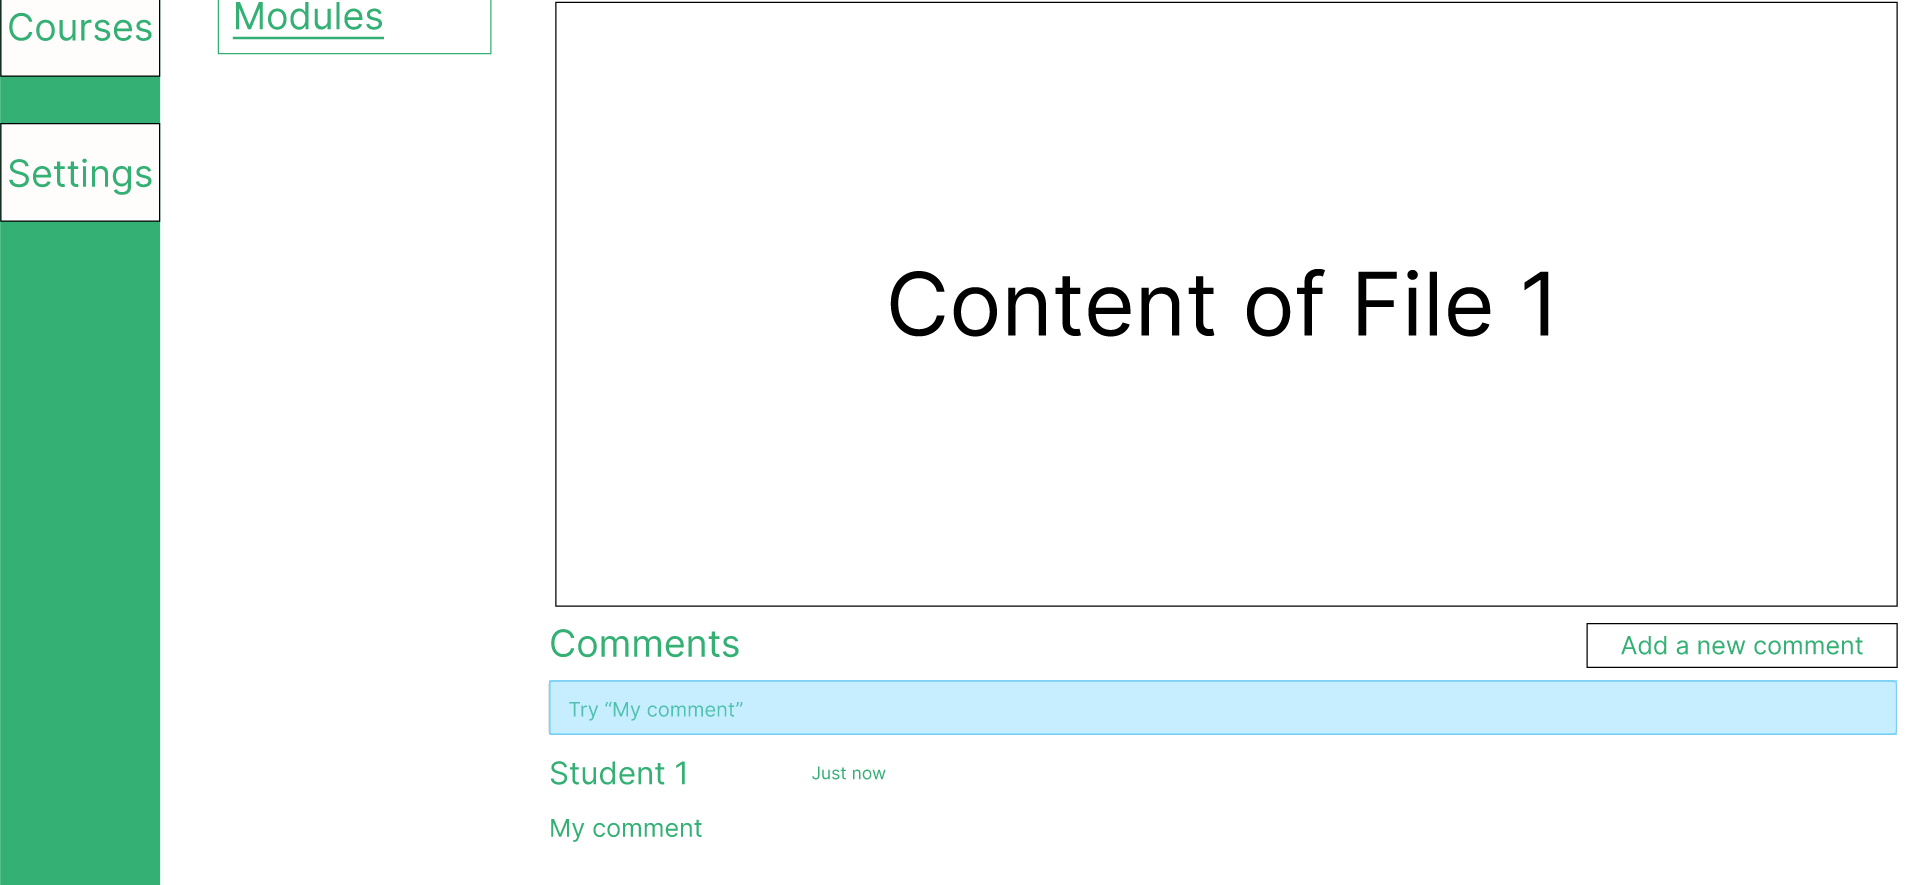 Courses
Settings
Modules
Content of File 1
Comments
Add a new comment
Try “My comment”
Student 1
Just now
My comment